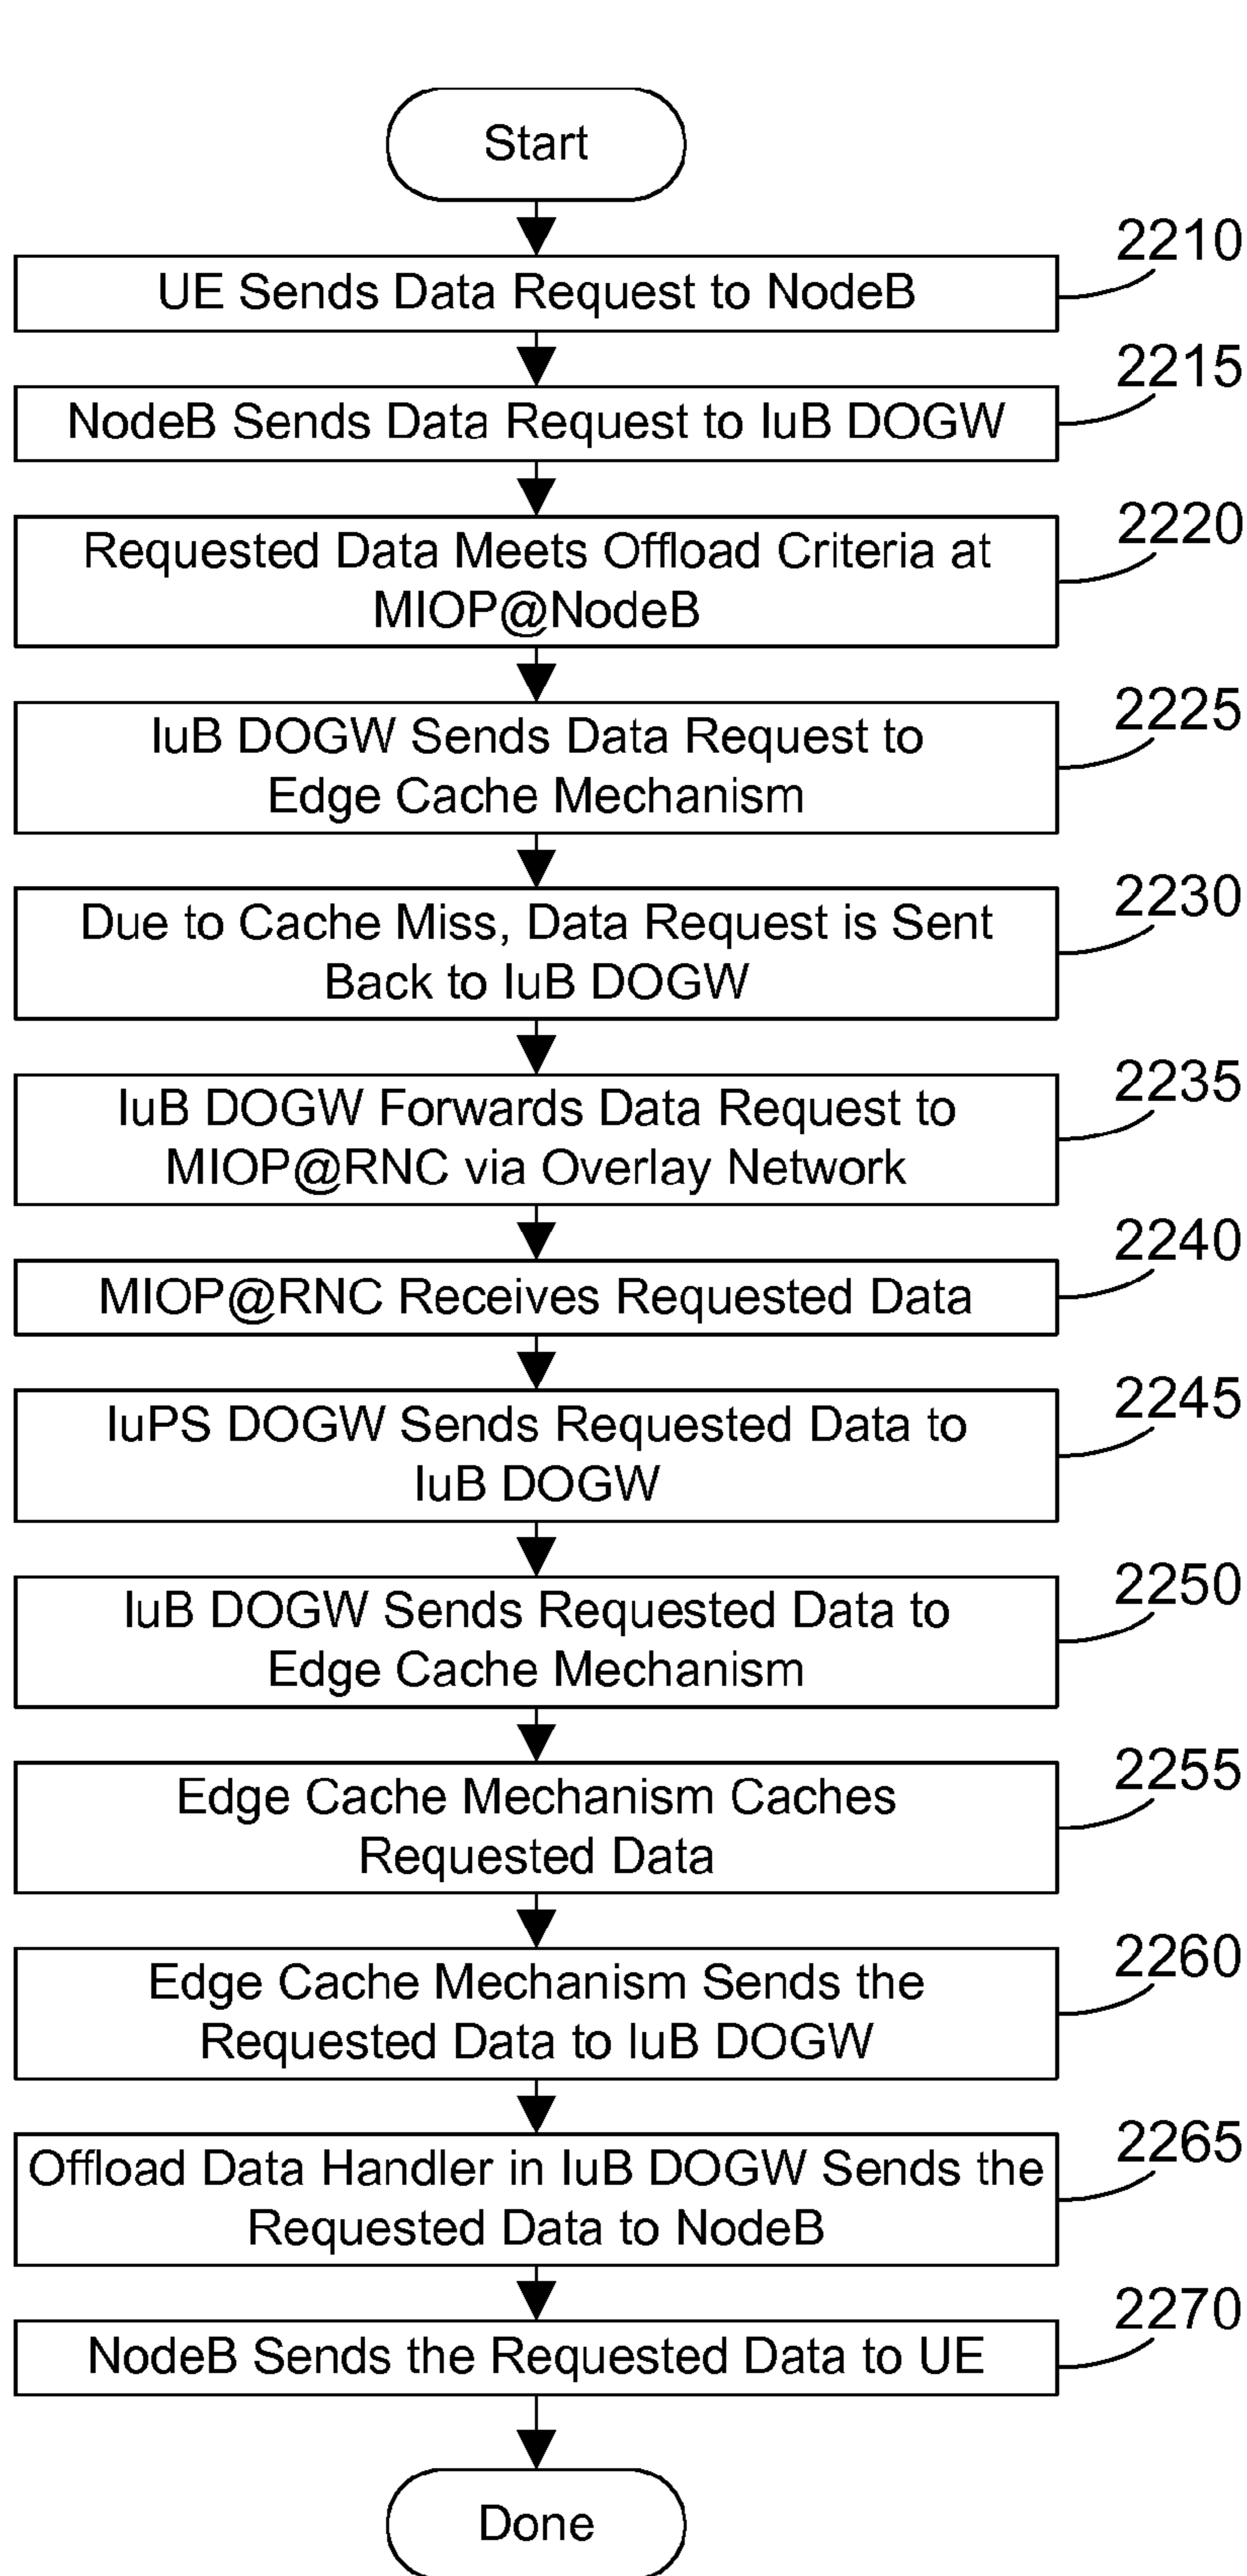 Start
2210
UE Sends Data Request to NodeB
2215
NodeB Sends Data Request to IuB DOGW
2220
Requested Data Meets Offload Criteria at
MIOP@NodeB
2225
IuB DOGW Sends Data Request to
Edge Cache Mechanism
2230
Due to Cache Miss, Data Request is Sent
Back to IuB DOGW
2235
IuB DOGW Forwards Data Request to
MIOP@RNC via Overlay Network
2240
MIOP@RNC Receives Requested Data
2245
IuPS DOGW Sends Requested Data to
IuB DOGW
2250
IuB DOGW Sends Requested Data to
Edge Cache Mechanism
2255
Edge Cache Mechanism Caches
Requested Data
2260
Edge Cache Mechanism Sends the
Requested Data to IuB DOGW
2265
Offload Data Handler in IuB DOGW Sends the
Requested Data to NodeB
2270
NodeB Sends the Requested Data to UE
Done